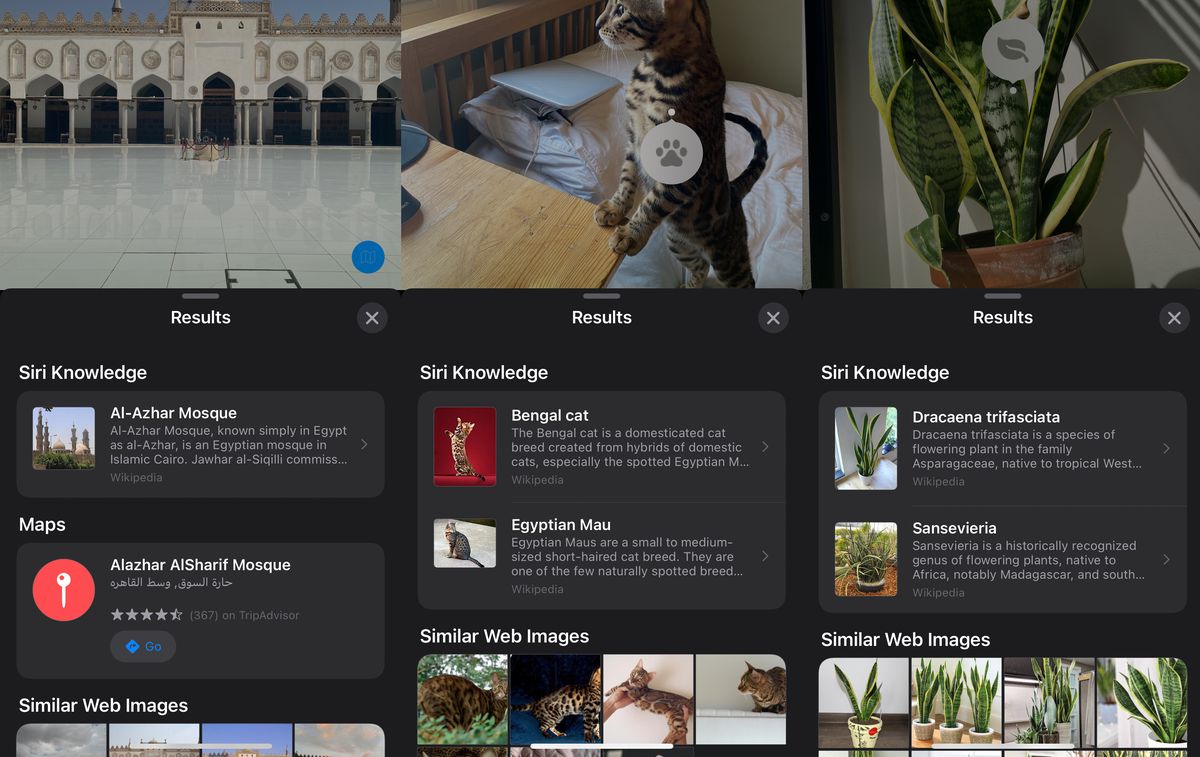 Results
Siri Knowledge
Al-Azhar Mosque
Al-Azhar Mosque, known simply in Egypt
as al-Azhar, is an Egyptian mosque in
Islamic Cairo. Jawhar al-Siqilli commiss...
Wikipedia
Maps
Alazhar AlSharif Mosque
حارة السوق, وسط القاهره
(367) on TripAdvisor
Go
Similar Web Images
Results
Siri Knowledge
Bengal cat
The Bengal cat is a domesticated cat
breed created from hybrids of domestic
cats, especially the spotted Egyptian M...
Wikipedia
Egyptian Mau
Egyptian Maus are a small to medium-
sized short-haired cat breed. They are
one of the few naturally spotted breed...
Wikipedia
Similar Web Images
Results
Siri Knowledge
Dracaena trifasciata
Dracaena trifasciata is a species of
flowering plant in the family
Asparagaceae, native to tropical West...
Wikipedia
Sansevieria
Sansevieria is a historically recognized
genus of flowering plants, native to
Africa, notably Madagascar, and south...
Wikipedia
Similar Web Images